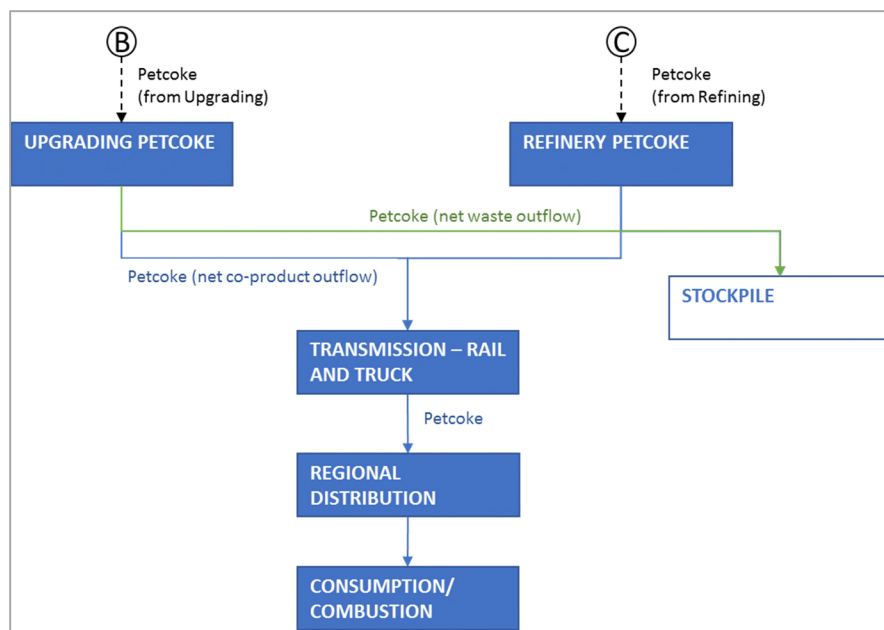 B
C
Petcoke
(from Upgrading)
Petcoke
(from Refining)
UPGRADING PETCOKE
REFINERY PETCOKE
Petcoke (net waste outflow)
Petcoke (net co-product outflow)
STOCKPILE
TRANSMISSION – RAIL
AND TRUCK
Petcoke
REGIONAL
DISTRIBUTION
CONSUMPTION/
COMBUSTION